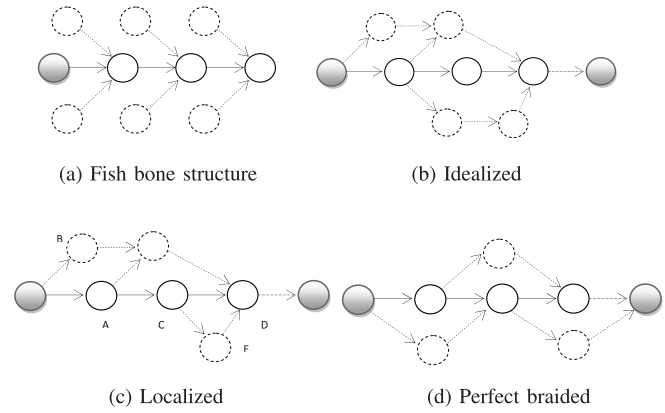 (a) Fish bone structure
(b) Idealized
B
A
C
D
F
(c) Localized
(d) Perfect braided